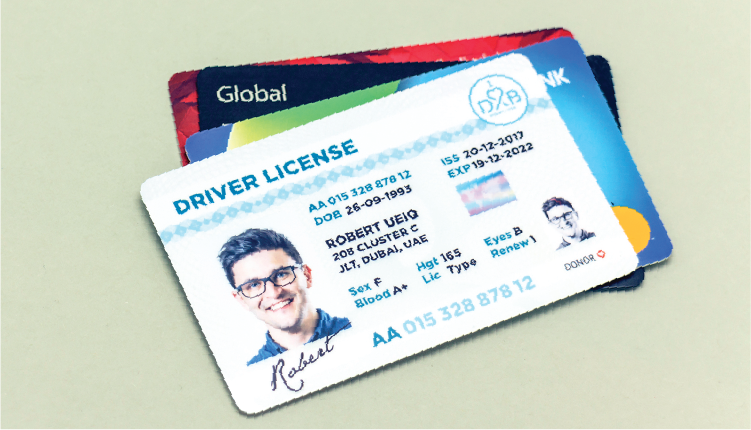 Global
NK
I
D♡B
DRIVER LICENSE
AA 015 328 878 12
DOB 26-09-1993
ISS 20-12-2017
EXP 19-12-2022
ROBERT UEIQ
208 CLUSTER C
JLT, DUBAI, UAE
Sex F
Hgt 165
Eyes B
Blood A+
Lic Type
Renew 1
DONOR
AA 015 328 878 12
Robert